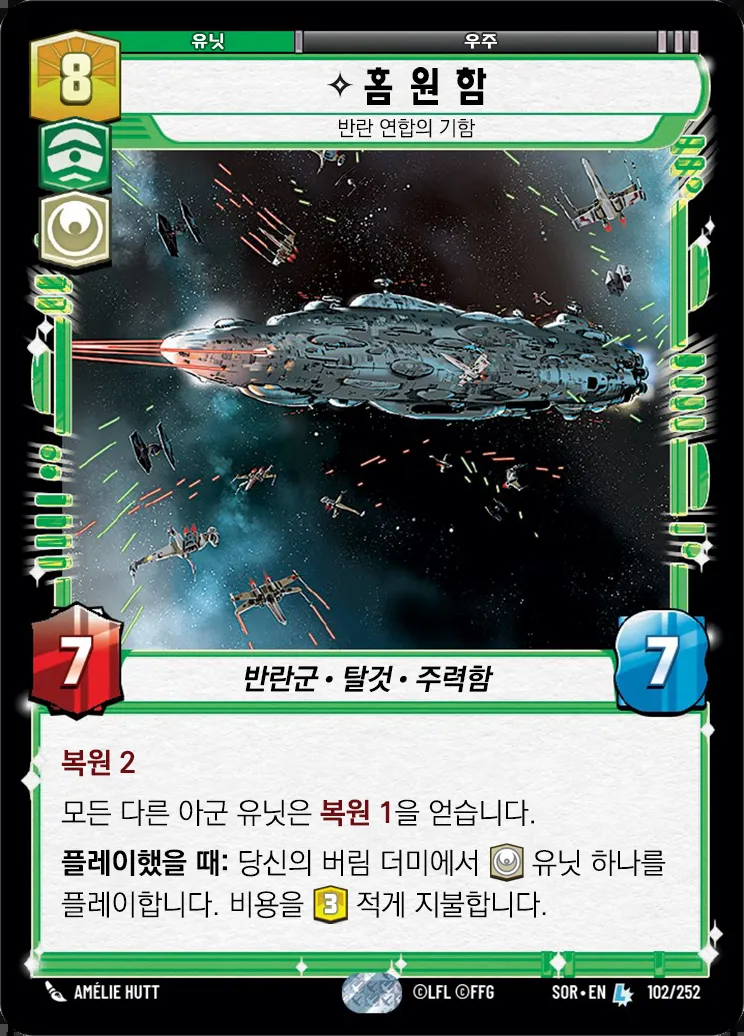 유닛
우주
8
홈 원 함
반란 연합의 기함
7
7
반란군 • 탈것 • 주력함
복원 2
모든 다른 아군 유닛은 복원 1을 얻습니다.
플레이했을 때: 당신의 버림 더미에서 유닛 하나를
플레이합니다. 비용을 3 적게 지불합니다.
AMÉLIE HUTT
©LFL ©FFG
SOR • EN L 102/252